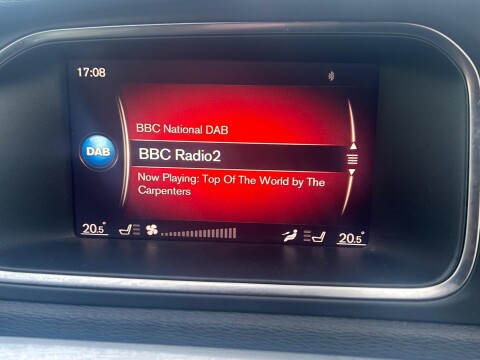 17:08
BBC National DAB
DAB
BBC Radio2
Now Playing: Top Of The World by The
Carpenters
20.5
20.5